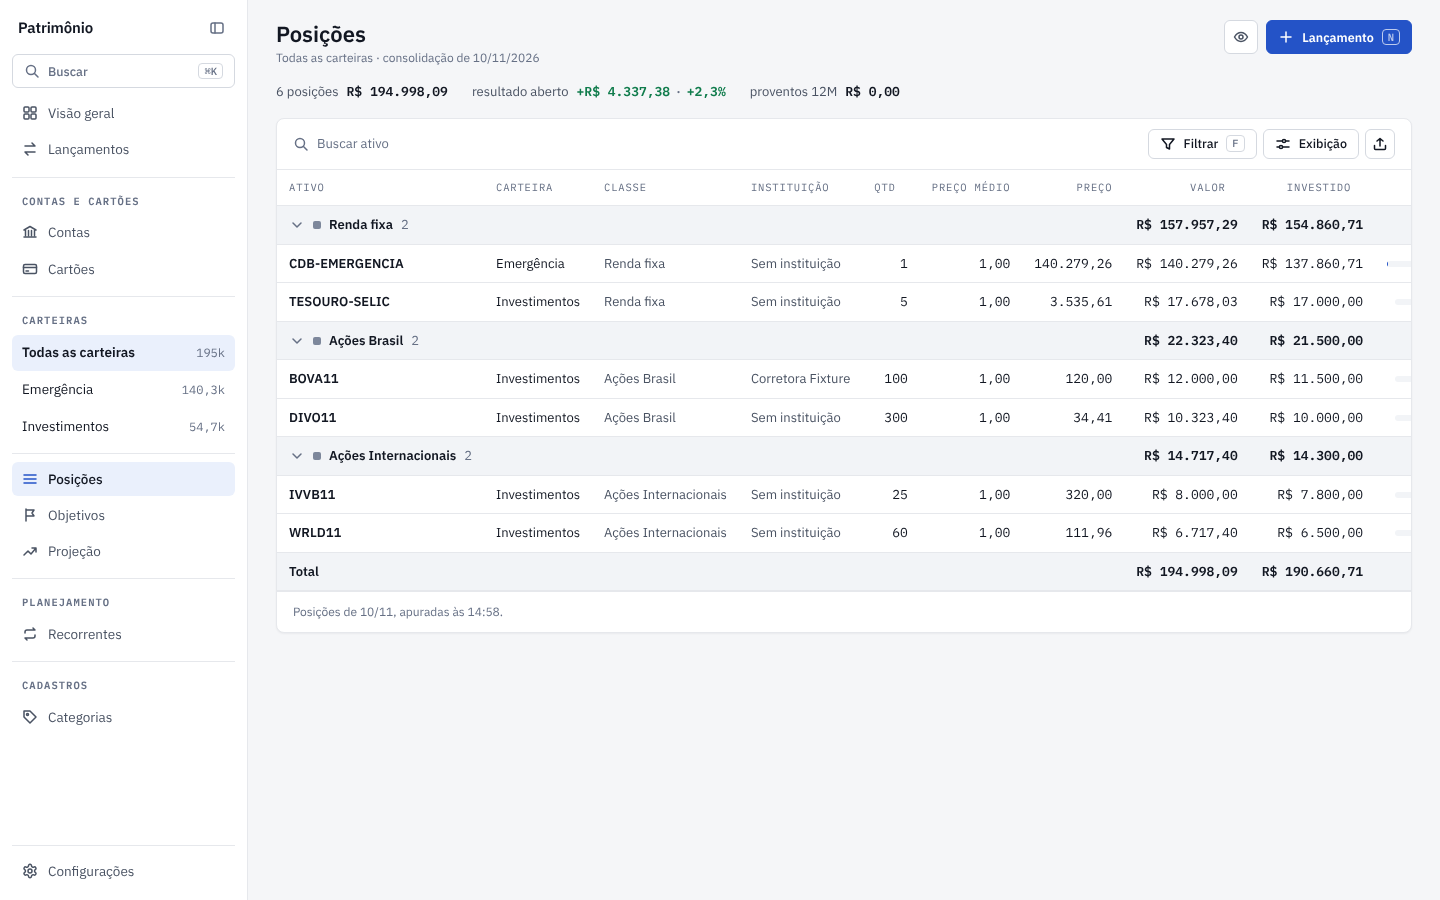 Patrimônio
Buscar ⌘K
Visão geral
Lançamentos
CONTAS E CARTÕES
Contas
Cartões
CARTEIRAS
Todas as carteiras 195k
Emergência 140,3k
Investimentos 54,7k
Posições
Objetivos
Projeção
PLANEJAMENTO
Recorrentes
CADASTROS
Categorias
Configurações
Posições
Todas as carteiras · consolidação de 10/11/2026
Lançamento N
6 posições R$ 194.998,09 resultado aberto +R$ 4.337,38 · +2,3% proventos 12M R$ 0,00
Buscar ativo Filtrar F Exibição
ATIVO CARTEIRA CLASSE INSTITUIÇÃO QTD PREÇO MÉDIO PREÇO VALOR INVESTIDO
Renda fixa 2 R$ 157.957,29 R$ 154.860,71
CDB-EMERGENCIA Emergência Renda fixa Sem instituição 1 1,00 140.279,26 R$ 140.279,26 R$ 137.860,71
TESOURO-SELIC Investimentos Renda fixa Sem instituição 5 1,00 3.535,61 R$ 17.678,03 R$ 17.000,00
Ações Brasil 2 R$ 22.323,40 R$ 21.500,00
BOVA11 Investimentos Ações Brasil Corretora Fixture 100 1,00 120,00 R$ 12.000,00 R$ 11.500,00
DIVO11 Investimentos Ações Brasil Sem instituição 300 1,00 34,41 R$ 10.323,40 R$ 10.000,00
Ações Internacionais 2 R$ 14.717,40 R$ 14.300,00
IVVB11 Investimentos Ações Internacionais Sem instituição 25 1,00 320,00 R$ 8.000,00 R$ 7.800,00
WRLD11 Investimentos Ações Internacionais Sem instituição 60 1,00 111,96 R$ 6.717,40 R$ 6.500,00
Total R$ 194.998,09 R$ 190.660,71
Posições de 10/11, apuradas às 14:58.